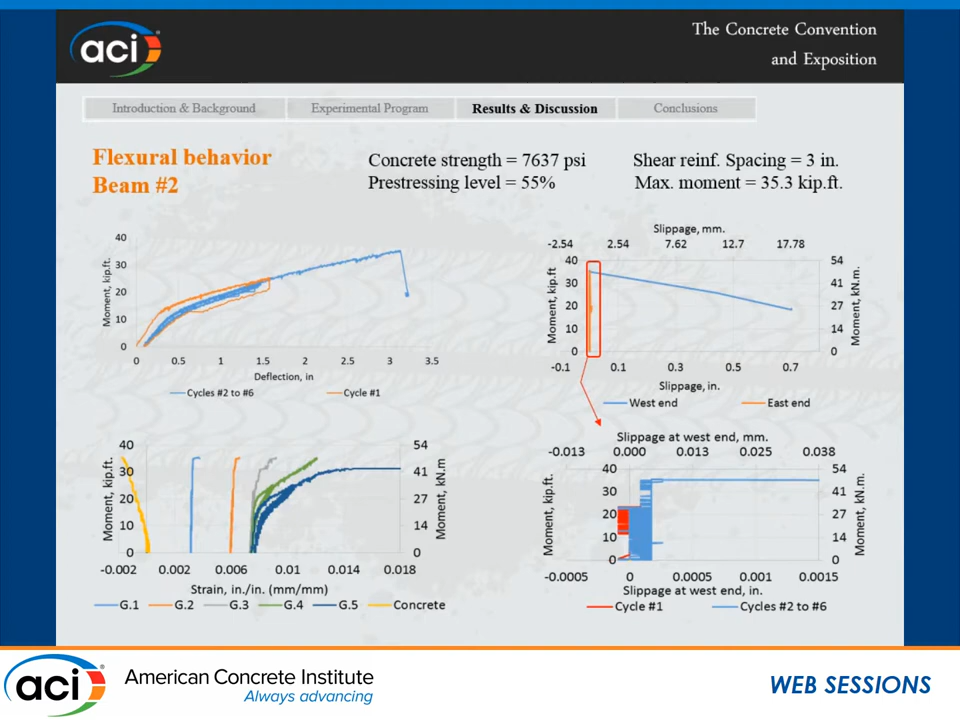 aci
The Concrete Convention
and Exposition
Introduction & Background
Experimental Program
Results & Discussion
Conclusions
Flexural behavior
Beam #2
Concrete strength = 7637 psi
Prestressing level = 55%
Shear reinf. Spacing = 3 in.
Max. moment = 35.3 kip.ft.
Moment, kip.ft.
40
30
20
10
0
0 0.5 1 1.5 2 2.5 3 3.5
Deflection, in
Cycles #2 to #6 Cycle #1
Slippage, mm.
-2.54 2.54 7.62 12.7 17.78
Moment, kip.ft
40 54
30 41
20 27
10 14
0 0
Moment, kN.m.
-0.1 0.1 0.3 0.5 0.7
Slippage, in.
West end East end
Moment, kip.ft.
40 54
30 41
20 27
10 14
0 0
Moment, kN.m
-0.002 0.002 0.006 0.01 0.014 0.018
Strain, in./in. (mm/mm)
G.1 G.2 G.3 G.4 G.5 Concrete
Slippage at west end, mm.
-0.013 0.000 0.013 0.025 0.038
Moment, kip.ft.
40 54
30 41
20 27
10 14
0 0
Moment, kN.m.
-0.0005 0 0.0005 0.001 0.0015
Slippage at west end, in.
Cycle #1 Cycles #2 to #6
aci
American Concrete Institute
Always advancing
WEB SESSIONS